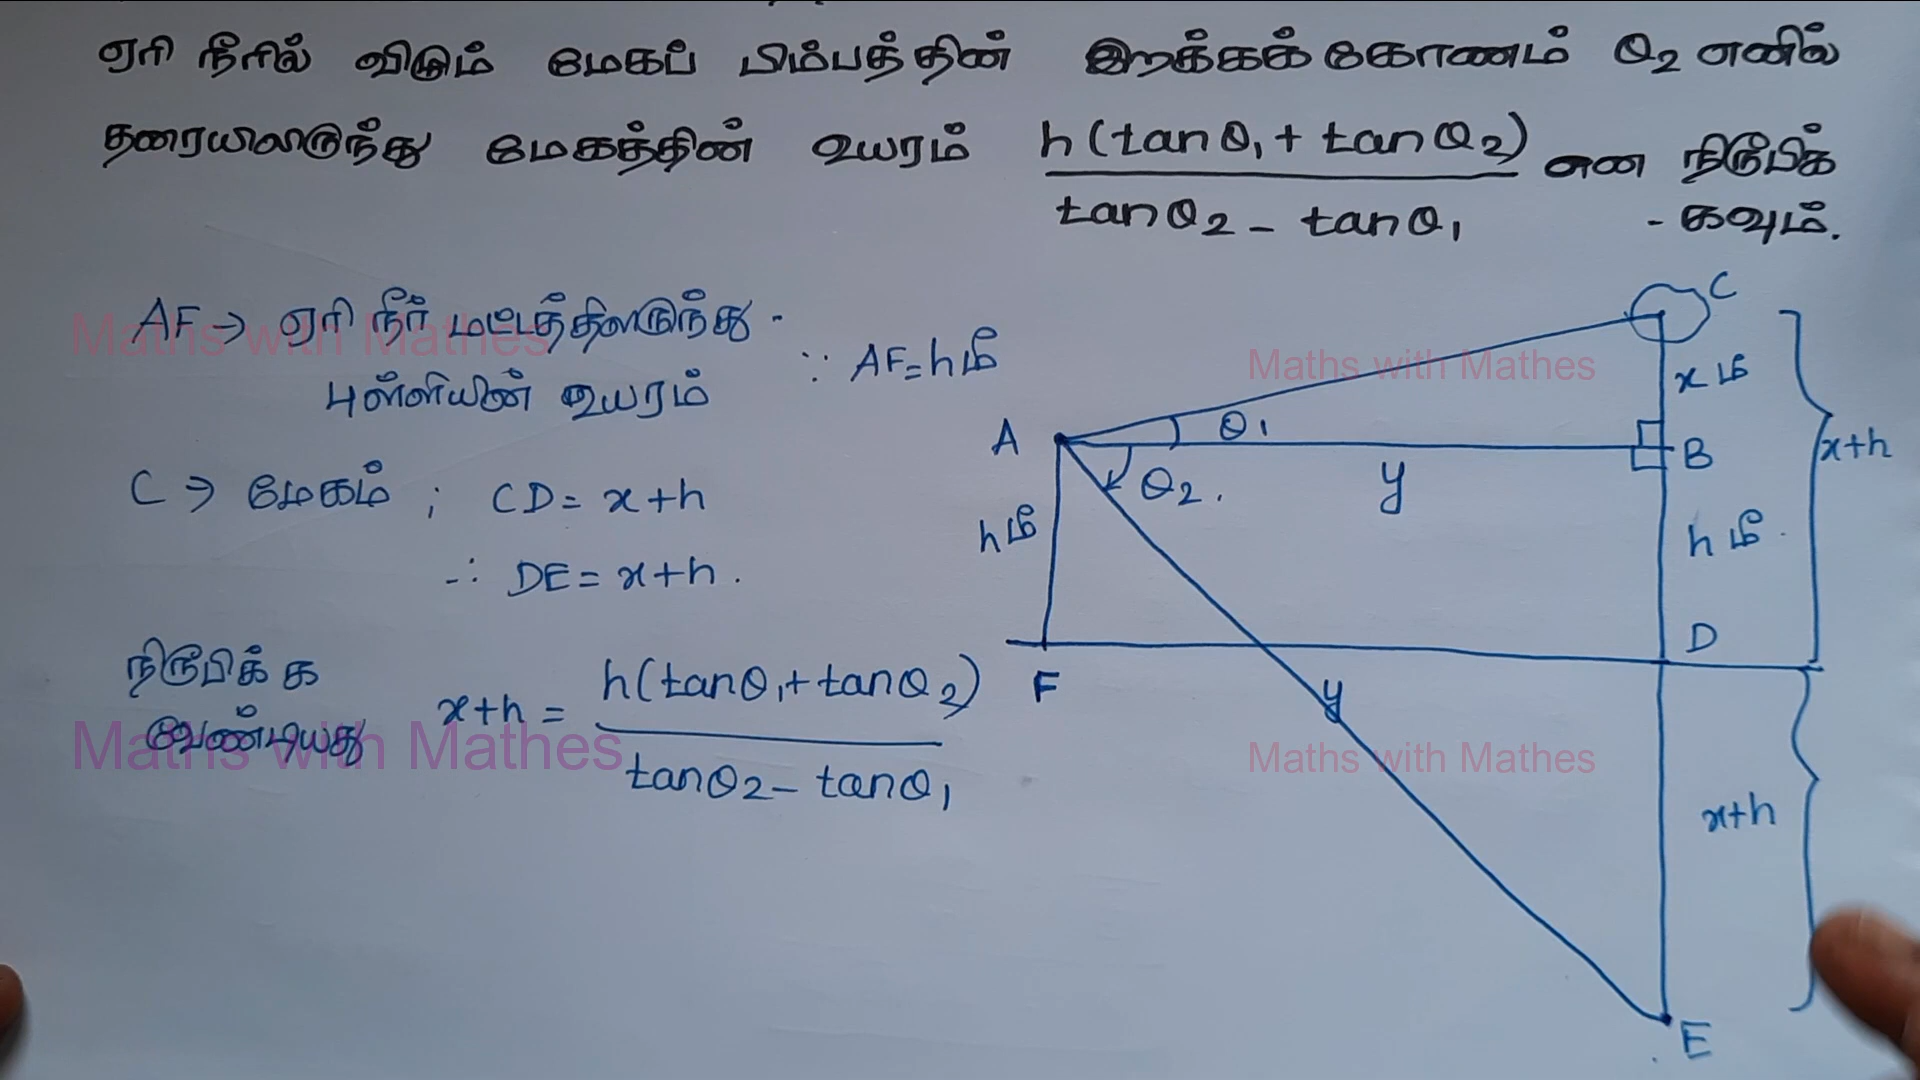 ஏரி நீரில் விடும் மேகப் பிம்பத்தின் இறக்கக்கோணம் θ2 எனில்
தரையிலிருந்து மேகத்தின் உயரம் h(tanθ1 + tanθ2) என நிரூபிக்
tanθ2 - tanθ1 - கவும்.
AF → ஏரி நீர் மட்டத்திலிருந்து -
புள்ளியின் உயரம் ∵ AF = h மீ
C → மேகம் ; CD = x+h
∴ DE = x+h.
நிரூபிக்க
வேண்டியது x+h = h(tanθ1 + tanθ2)
tanθ2 - tanθ1
C
x மீ
A
θ1
B
x+h
θ2.
y
h மீ
h மீ.
D
F
y
x+h
E
Maths with Mathes
Maths with Mathes
Maths with Mathes
Maths with Mathes